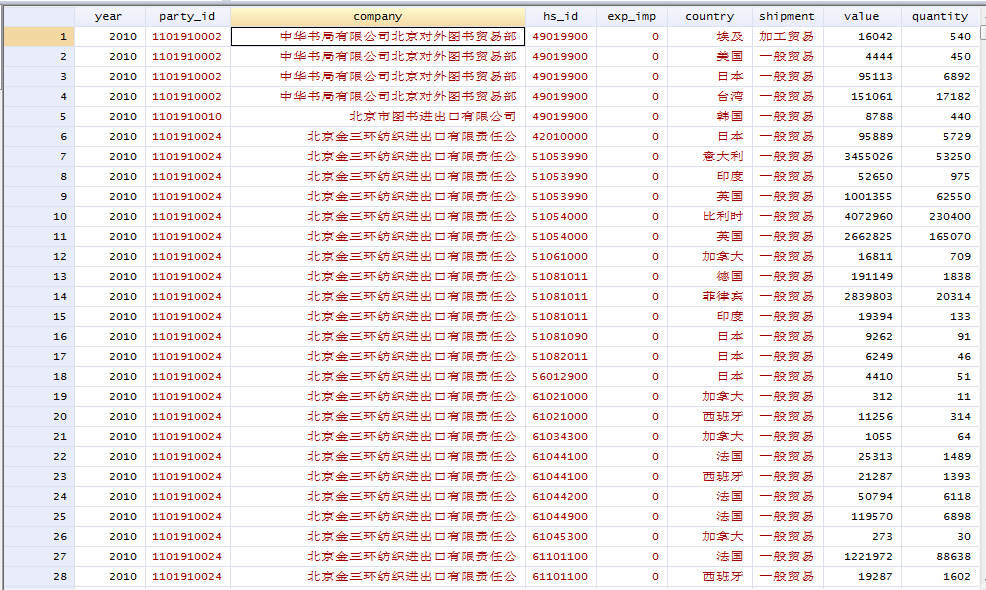 year party_id company hs_id exp_imp country shipment value quantity
1 2010 1101910002 中华书局有限公司北京对外图书贸易部 49019900 0 埃及 加工贸易 16042 540
2 2010 1101910002 中华书局有限公司北京对外图书贸易部 49019900 0 美国 一般贸易 4444 450
3 2010 1101910002 中华书局有限公司北京对外图书贸易部 49019900 0 日本 一般贸易 95113 6892
4 2010 1101910002 中华书局有限公司北京对外图书贸易部 49019900 0 台湾 一般贸易 151061 17182
5 2010 1101910010 北京市图书进出口有限公司 49019900 0 韩国 一般贸易 8788 440
6 2010 1101910024 北京金三环纺织进出口有限责任公 42010000 0 日本 一般贸易 95889 5729
7 2010 1101910024 北京金三环纺织进出口有限责任公 51053990 0 意大利 一般贸易 3455026 53250
8 2010 1101910024 北京金三环纺织进出口有限责任公 51053990 0 印度 一般贸易 52650 975
9 2010 1101910024 北京金三环纺织进出口有限责任公 51053990 0 英国 一般贸易 1001355 62550
10 2010 1101910024 北京金三环纺织进出口有限责任公 51054000 0 比利时 一般贸易 4072960 230400
11 2010 1101910024 北京金三环纺织进出口有限责任公 51054000 0 英国 一般贸易 2662825 165070
12 2010 1101910024 北京金三环纺织进出口有限责任公 51061000 0 加拿大 一般贸易 16811 709
13 2010 1101910024 北京金三环纺织进出口有限责任公 51081011 0 德国 一般贸易 191149 1838
14 2010 1101910024 北京金三环纺织进出口有限责任公 51081011 0 菲律宾 一般贸易 2839803 20314
15 2010 1101910024 北京金三环纺织进出口有限责任公 51081011 0 印度 一般贸易 19394 133
16 2010 1101910024 北京金三环纺织进出口有限责任公 51081090 0 日本 一般贸易 9262 91
17 2010 1101910024 北京金三环纺织进出口有限责任公 51082011 0 日本 一般贸易 6249 46
18 2010 1101910024 北京金三环纺织进出口有限责任公 56012900 0 日本 一般贸易 4410 51
19 2010 1101910024 北京金三环纺织进出口有限责任公 61021000 0 加拿大 一般贸易 312 11
20 2010 1101910024 北京金三环纺织进出口有限责任公 61021000 0 西班牙 一般贸易 11256 314
21 2010 1101910024 北京金三环纺织进出口有限责任公 61034300 0 加拿大 一般贸易 1055 64
22 2010 1101910024 北京金三环纺织进出口有限责任公 61044100 0 法国 一般贸易 25313 1489
23 2010 1101910024 北京金三环纺织进出口有限责任公 61044100 0 西班牙 一般贸易 21287 1393
24 2010 1101910024 北京金三环纺织进出口有限责任公 61044200 0 法国 一般贸易 50794 6118
25 2010 1101910024 北京金三环纺织进出口有限责任公 61044900 0 法国 一般贸易 119570 6898
26 2010 1101910024 北京金三环纺织进出口有限责任公 61045300 0 加拿大 一般贸易 273 30
27 2010 1101910024 北京金三环纺织进出口有限责任公 61101100 0 法国 一般贸易 1221972 88638
28 2010 1101910024 北京金三环纺织进出口有限责任公 61101100 0 西班牙 一般贸易 19287 1602